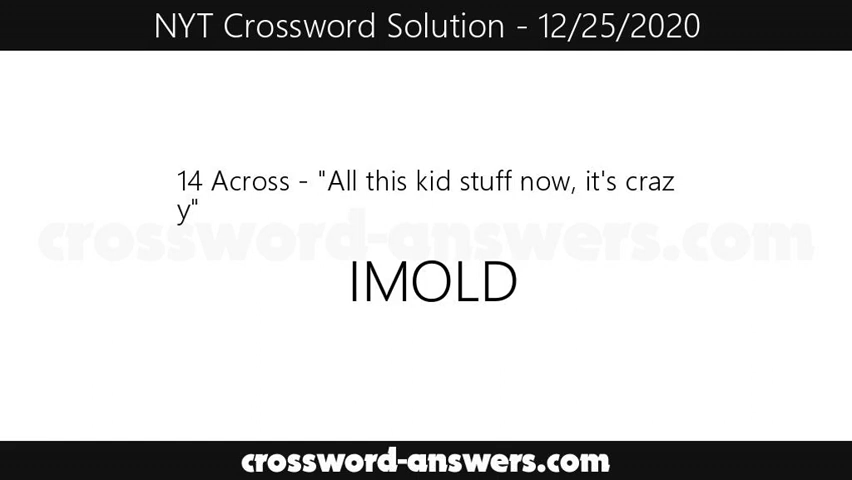 NYT Crossword Solution - 12/25/2020
14 Across - "All this kid stuff now, it's craz
y"
crossword-answers.com
IMOLD
crossword-answers.com